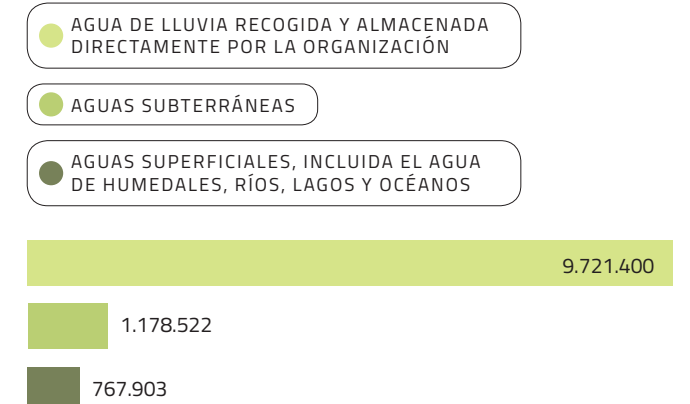 AGUA DE LLUVIA RECOGIDA Y ALMACENADA
DIRECTAMENTE POR LA ORGANIZACIÓN
AGUAS SUBTERRÁNEAS
AGUAS SUPERFICIALES, INCLUIDA EL AGUA
DE HUMEDALES, RÍOS, LAGOS Y OCÉANOS
9.721.400
1.178.522
767.903